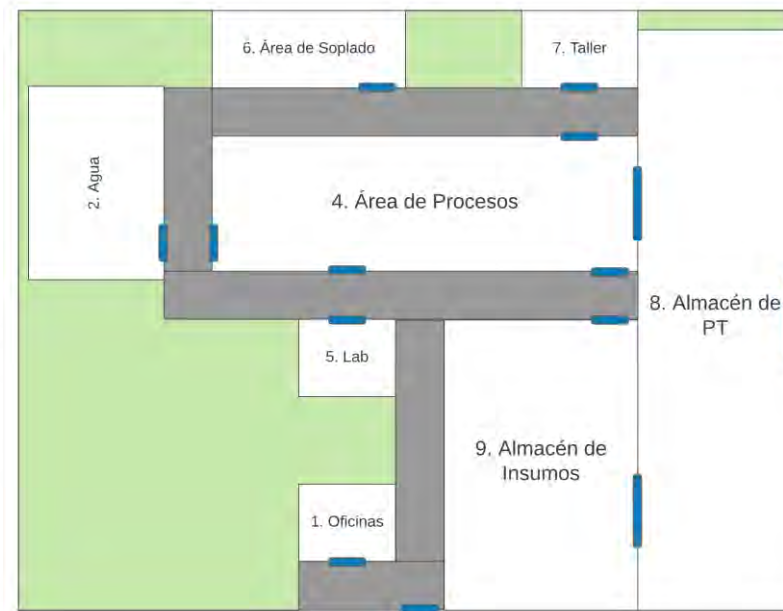 6. Área de Soplado
7. Taller
2. Agua
4. Área de Procesos
8. Almacén de
PT
5. Lab
9. Almacén de
Insumos
1. Oficinas